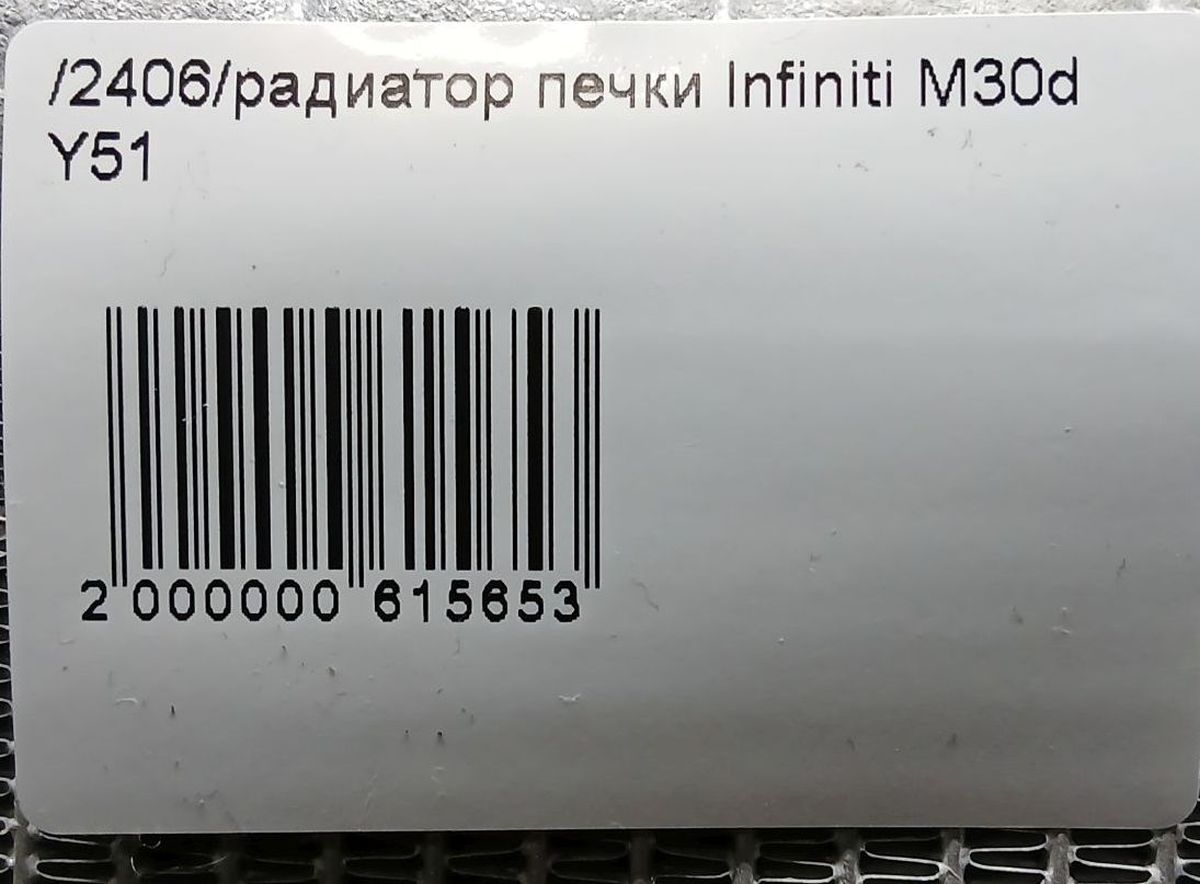 /2406/радиатор печки Infiniti M30d
Y51
2 000000 615653